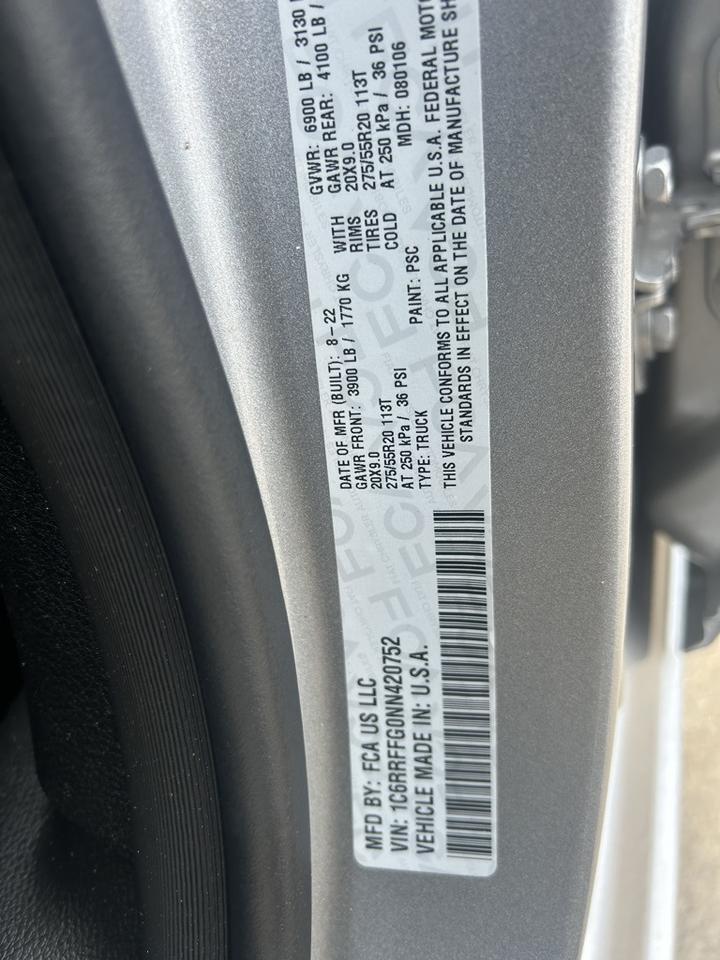 MFD BY: FCA US LLC
VIN: 1C6RRFFG0NN420752
VEHICLE MADE IN: U.S.A.
DATE OF MFR (BUILT): 8-22
GAWR FRONT: 3900 LB / 1770 KG WITH
20X9.0 RIMS
275/55R20 113T TIRES
AT 250 kPa / 36 PSI COLD
TYPE: TRUCK PAINT: PSC
GVWR: 6900 LB / 3130
GAWR REAR: 4100 LB /
20X9.0
275/55R20 113T
AT 250 kPa / 36 PSI
MDH: 080106
THIS VEHICLE CONFORMS TO ALL APPLICABLE U.S.A. FEDERAL
STANDARDS IN EFFECT ON THE DATE OF MANUFACTURE